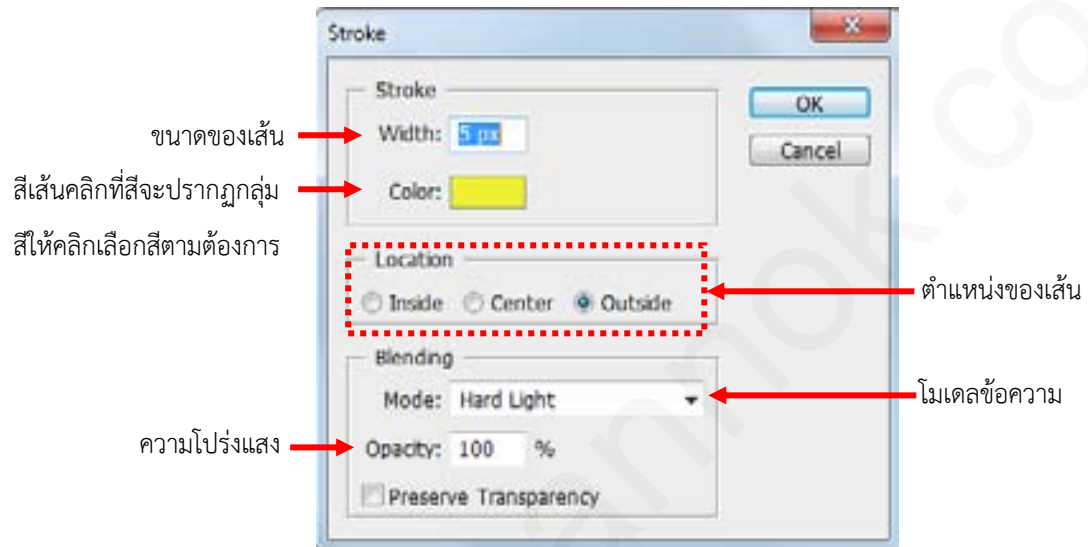 Stroke
Stroke
OK
ขนาดของเส้น
Width: 5 px
Cancel
สีเส้นคลิกที่สีจะปรากฏกลุ่ม
สีให้คลิกเลือกสีตามต้องการ
Color:
Location
Inside Center Outside
ตำแหน่งของเส้น
Blending
Mode: Hard Light
โมเดลข้อความ
ความโปร่งแสง
Opacity: 100 %
Preserve Transparency